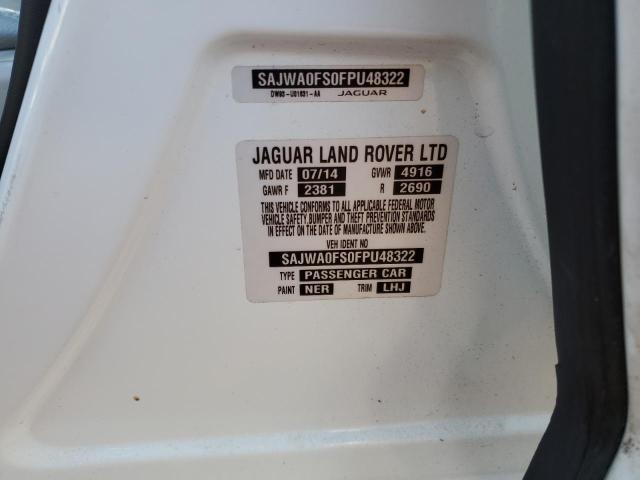 SAJWA0FS0FPU48322
DW93-U01631-AA JAGUAR
JAGUAR LAND ROVER LTD
MFD DATE 07/14 GVWR 4916
GAWR F 2381 R 2690
THIS VEHICLE CONFORMS TO ALL APPLICABLE FEDERAL MOTOR
VEHICLE SAFETY,BUMPER AND THEFT PREVENTION STANDARDS
IN EFFECT ON THE DATE OF MANUFACTURE SHOWN ABOVE.
VEH IDENT NO
SAJWA0FS0FPU48322
TYPE PASSENGER CAR
PAINT NER TRIM LHJ